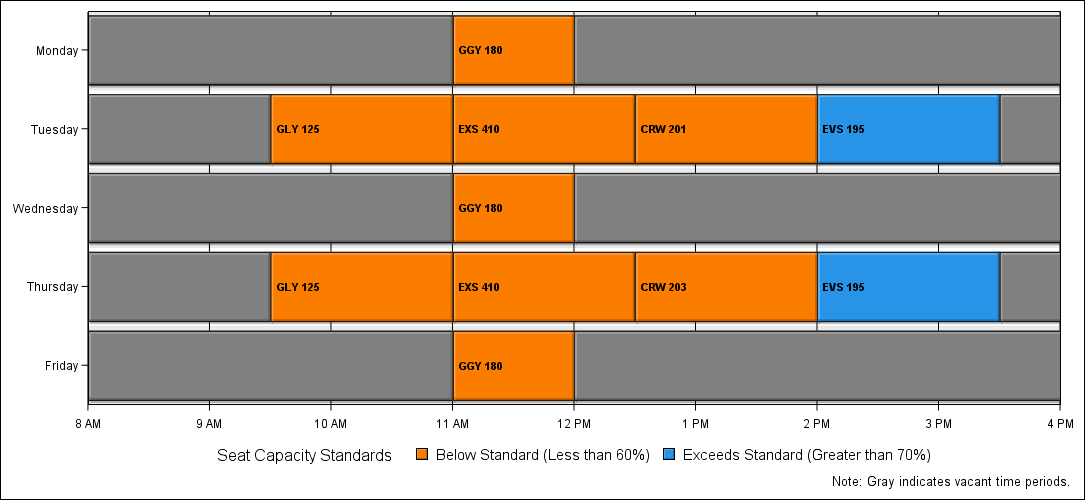 Monday GGY 180
Tuesday GLY 125 EXS 410 CRW 201 EVS 195
Wednesday GGY 180
Thursday GLY 125 EXS 410 CRW 203 EVS 195
Friday GGY 180
8 AM 9 AM 10 AM 11 AM 12 PM 1 PM 2 PM 3 PM 4 PM
Seat Capacity Standards Below Standard (Less than 60%) Exceeds Standard (Greater than 70%)
Note: Gray indicates vacant time periods.